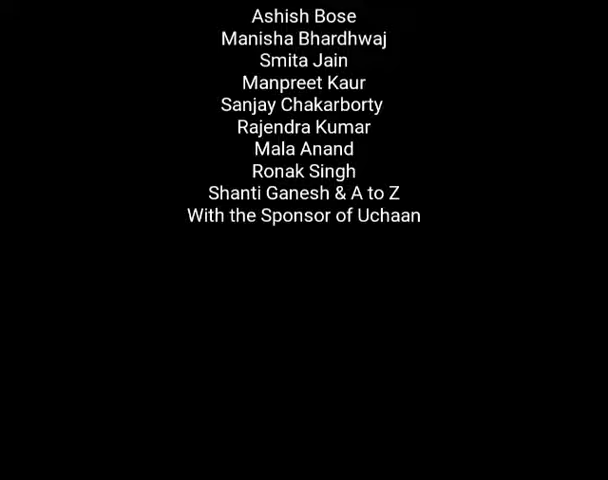 Ashish Bose
Manisha Bhardhwaj
Smita Jain
Manpreet Kaur
Sanjay Chakarborty
Rajendra Kumar
Mala Anand
Ronak Singh
Shanti Ganesh & A to Z
With the Sponsor of Uchaan